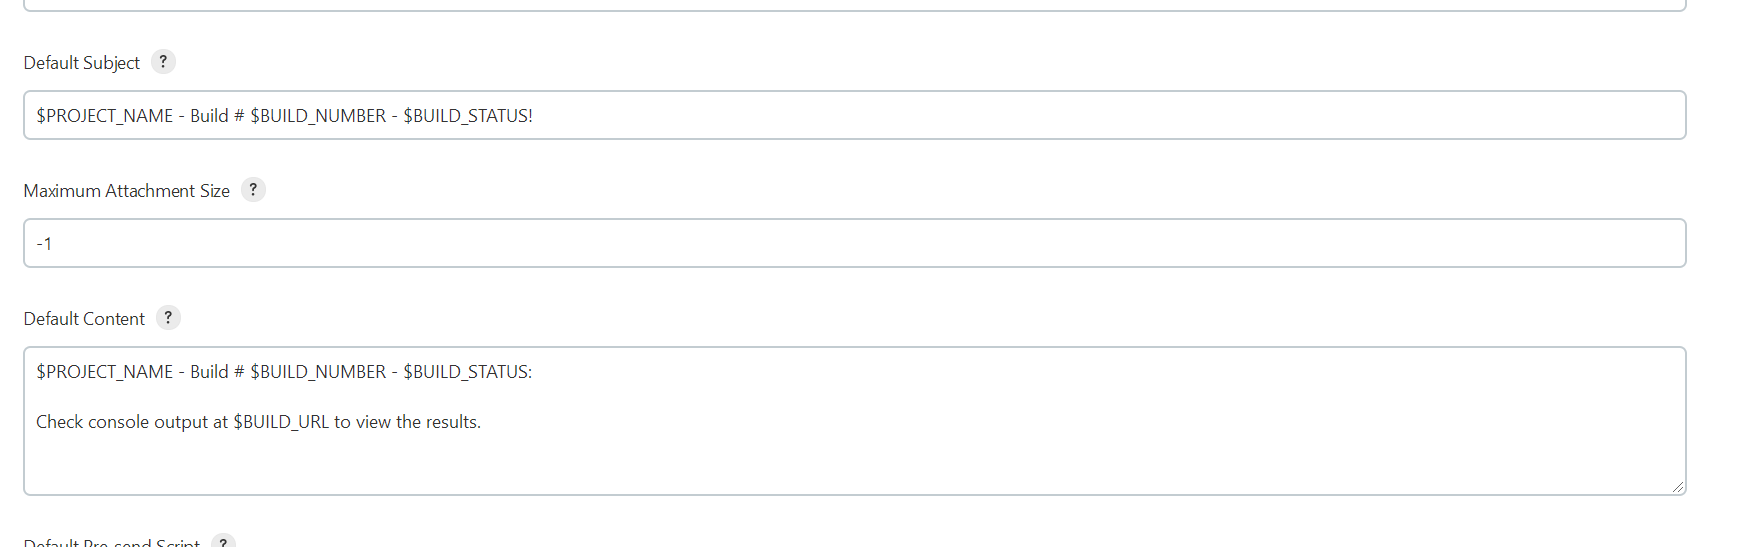 Default Subject ?
$PROJECT_NAME - Build # $BUILD_NUMBER - $BUILD_STATUS!
Maximum Attachment Size ?
-1
Default Content ?
$PROJECT_NAME - Build # $BUILD_NUMBER - $BUILD_STATUS:
Check console output at $BUILD_URL to view the results.
Default Pre-send Script ?